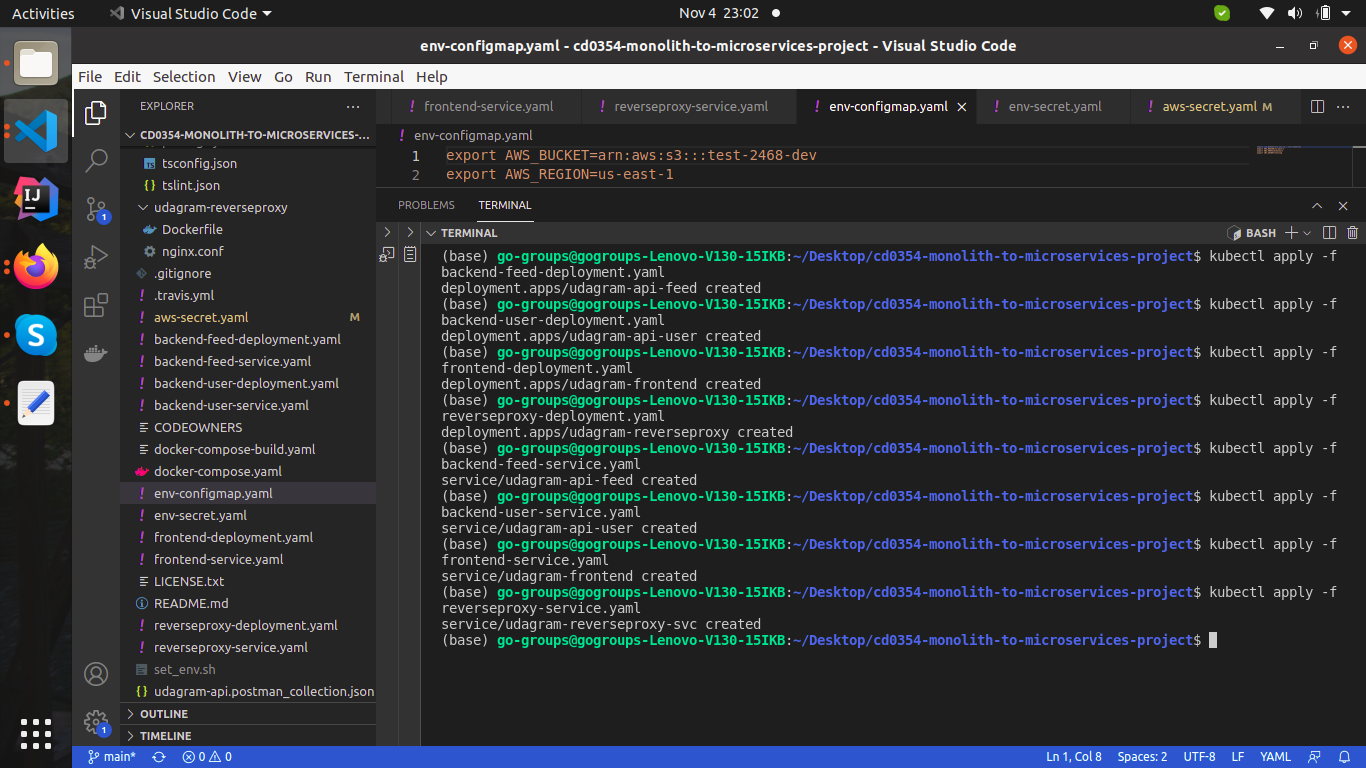 Activities
Visual Studio Code
Nov 4 23:02
env-configmap.yaml - cd0354-monolith-to-microservices-project - Visual Studio Code
File Edit Selection View Go Run Terminal Help
EXPLORER
CD0354-MONOLITH-TO-MICROSERVICES-...
tsconfig.json
tslint.json
udagram-reverseproxy
Dockerfile
nginx.conf
.gitignore
.travis.yml
aws-secret.yaml M
backend-feed-deployment.yaml
backend-feed-service.yaml
backend-user-deployment.yaml
backend-user-service.yaml
CODEOWNERS
docker-compose-build.yaml
docker-compose.yaml
env-configmap.yaml
env-secret.yaml
frontend-deployment.yaml
frontend-service.yaml
LICENSE.txt
README.md
reverseproxy-deployment.yaml
reverseproxy-service.yaml
set_env.sh
udagram-api.postman_collection.json
OUTLINE
TIMELINE
frontend-service.yaml
reverseproxy-service.yaml
env-configmap.yaml
env-secret.yaml
aws-secret.yaml M
env-configmap.yaml
1 export AWS_BUCKET=arn:aws:s3:::test-2468-dev
2 export AWS_REGION=us-east-1
PROBLEMS TERMINAL
TERMINAL
BASH
(base) go-groups@gogroups-Lenovo-V130-15IKB:~/Desktop/cd0354-monolith-to-microservices-project$ kubectl apply -f
backend-feed-deployment.yaml
deployment.apps/udagram-api-feed created
(base) go-groups@gogroups-Lenovo-V130-15IKB:~/Desktop/cd0354-monolith-to-microservices-project$ kubectl apply -f
backend-user-deployment.yaml
deployment.apps/udagram-api-user created
(base) go-groups@gogroups-Lenovo-V130-15IKB:~/Desktop/cd0354-monolith-to-microservices-project$ kubectl apply -f
frontend-deployment.yaml
deployment.apps/udagram-frontend created
(base) go-groups@gogroups-Lenovo-V130-15IKB:~/Desktop/cd0354-monolith-to-microservices-project$ kubectl apply -f
reverseproxy-deployment.yaml
deployment.apps/udagram-reverseproxy created
(base) go-groups@gogroups-Lenovo-V130-15IKB:~/Desktop/cd0354-monolith-to-microservices-project$ kubectl apply -f
backend-feed-service.yaml
service/udagram-api-feed created
(base) go-groups@gogroups-Lenovo-V130-15IKB:~/Desktop/cd0354-monolith-to-microservices-project$ kubectl apply -f
backend-user-service.yaml
service/udagram-api-user created
(base) go-groups@gogroups-Lenovo-V130-15IKB:~/Desktop/cd0354-monolith-to-microservices-project$ kubectl apply -f
frontend-service.yaml
service/udagram-frontend created
(base) go-groups@gogroups-Lenovo-V130-15IKB:~/Desktop/cd0354-monolith-to-microservices-project$ kubectl apply -f
reverseproxy-service.yaml
service/udagram-reverseproxy-svc created
(base) go-groups@gogroups-Lenovo-V130-15IKB:~/Desktop/cd0354-monolith-to-microservices-project$
main* 0 0
Ln 1, Col 8 Spaces: 2 UTF-8 LF YAML